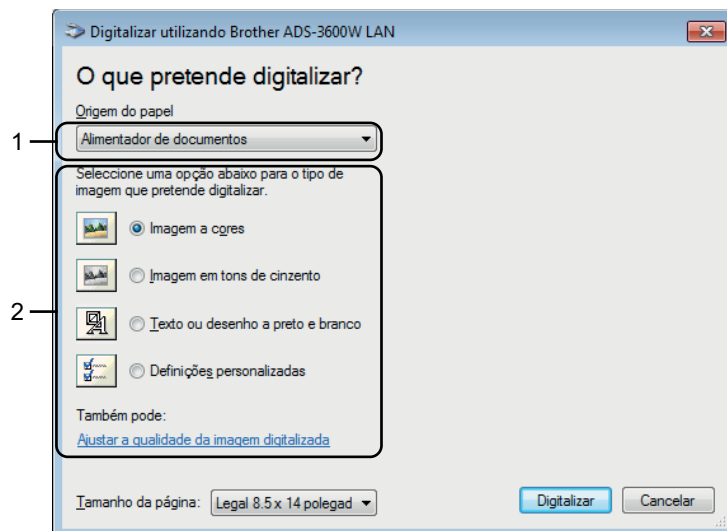 Digitalizar utilizando Brother ADS-3600W LAN
O que pretende digitalizar?
Origem do papel
1
Alimentador de documentos
Seleccione uma opção abaixo para o tipo de
imagem que pretende digitalizar.
Imagem a cores
Imagem em tons de cinzento
2
Texto ou desenho a preto e branco
Definições personalizadas
Também pode:
Ajustar a qualidade da imagem digitalizada
Tamanho da página: Legal 8.5 x 14 polegad
Digitalizar Cancelar